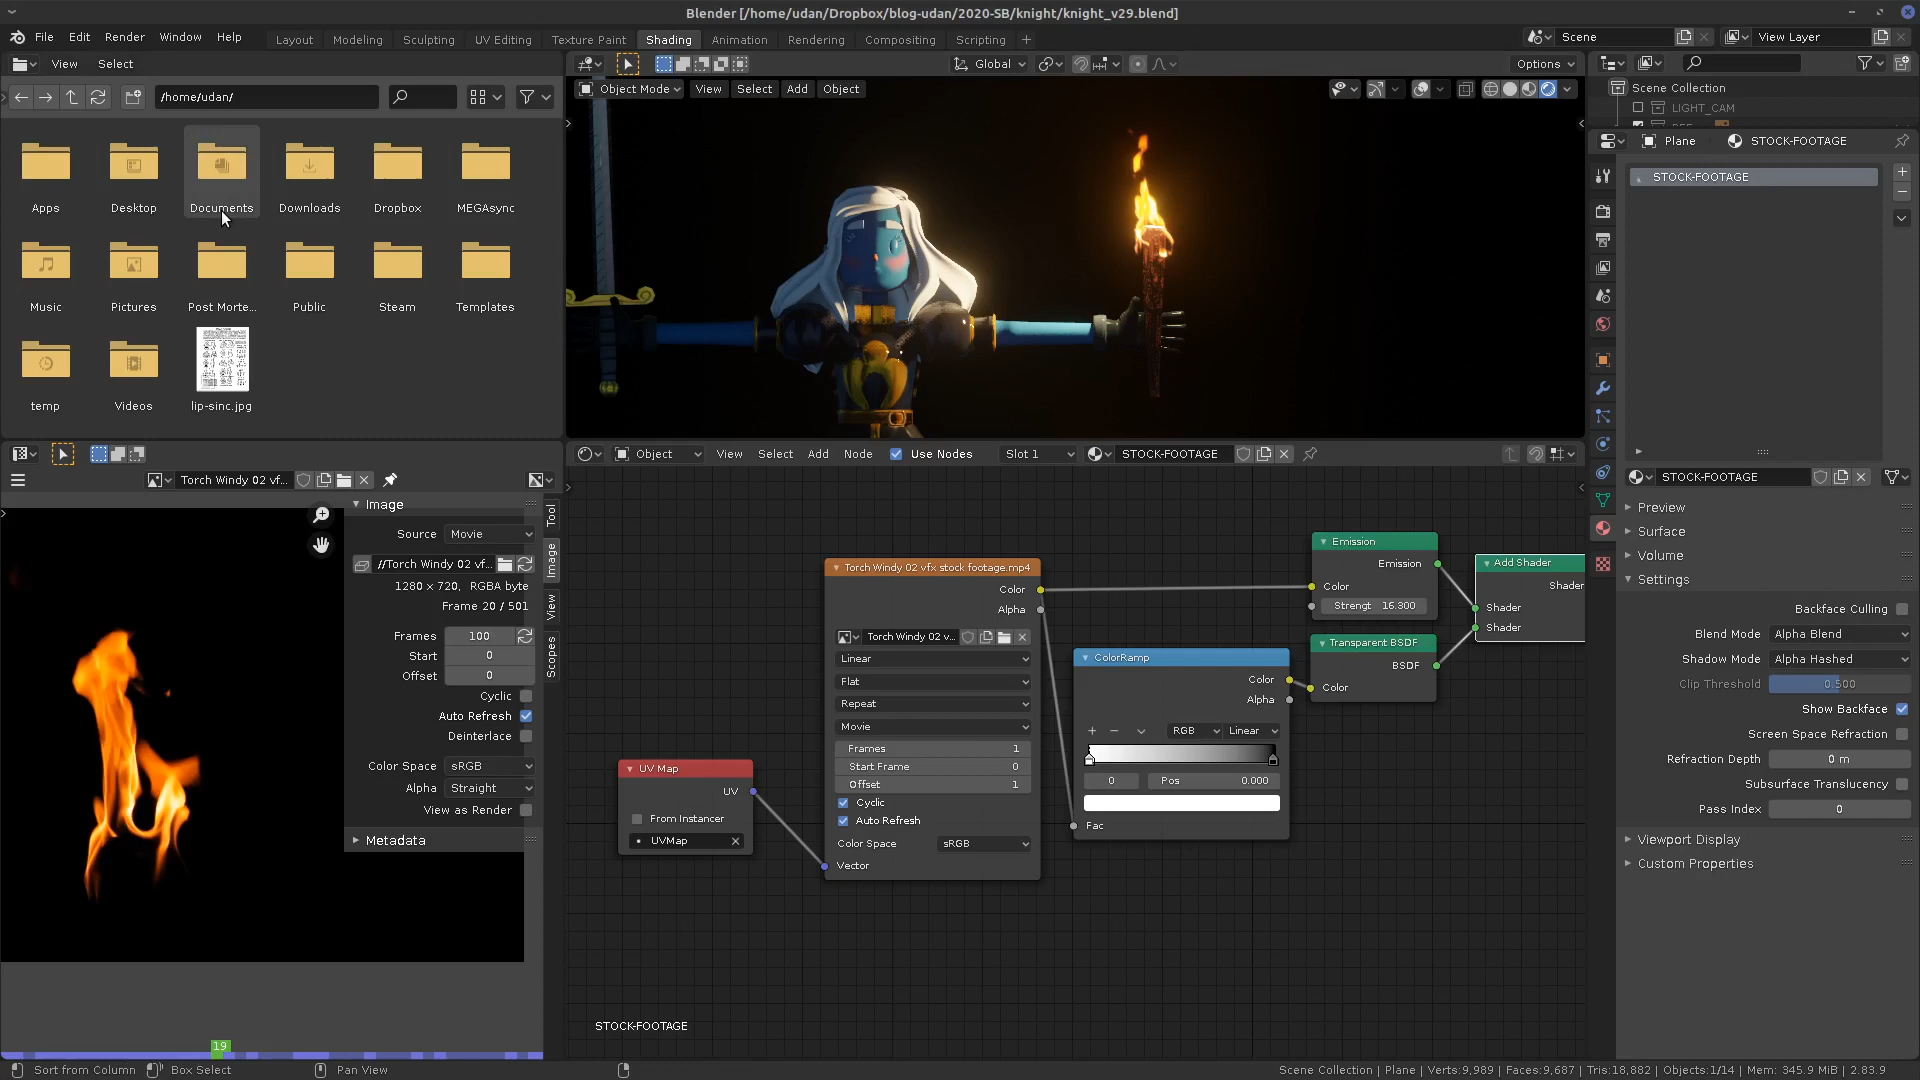 Blender [/home/udan/Dropbox/blog-udan/2020-SB/knight/knight_v29.blend]
File Edit Render Window Help
Layout Modeling Sculpting UV Editing Texture Paint Shading Animation Rendering Compositing Scripting
Scene
View Layer
View Select
Global
Options
/home/udan/
Object Mode View Select Add Object
Scene Collection
LIGHT_CAM
Plane STOCK-FOOTAGE
STOCK-FOOTAGE
Apps Desktop Documents Downloads Dropbox MEGAsync
Music Pictures Post Morte... Public Steam Templates
temp Videos lip-sinc.jpg
Object View Select Add Node Use Nodes Slot 1 STOCK-FOOTAGE
Torch Windy 02 vf...
Image
Source Movie
//Torch Windy 02 vf...
1280 x 720, RGBA byte
Frame 20 / 501
Frames 100
Start 0
Offset 0
Cyclic
Auto Refresh
Deinterlace
Color Space sRGB
Alpha Straight
View as Render
Metadata
Tool
Image
View
Scopes
19
UV Map
UV
From Instancer
UVMap
Torch Windy 02 vfx stock footage.mp4
Color
Alpha
Torch Windy 02 v...
Linear
Flat
Repeat
Movie
Frames 1
Start Frame 0
Offset 1
Cyclic
Auto Refresh
Color Space sRGB
Vector
ColorRamp
Color
Alpha
RGB Linear
0 Pos 0.000
Fac
Emission
Emission
Color
Strengt 16.300
Transparent BSDF
BSDF
Color
Add Shader
Shader
Shader
Shader
STOCK-FOOTAGE
STOCK-FOOTAGE
Preview
Surface
Volume
Settings
Backface Culling
Blend Mode Alpha Blend
Shadow Mode Alpha Hashed
Clip Threshold 0.500
Show Backface
Screen Space Refraction
Refraction Depth 0 m
Subsurface Translucency
Pass Index 0
Viewport Display
Custom Properties
Sort from Column Box Select Pan View
Scene Collection | Plane | Verts:9,989 | Faces:9,687 | Tris:18,882 | Objects:1/14 | Mem: 345.9 MiB | 2.83.9